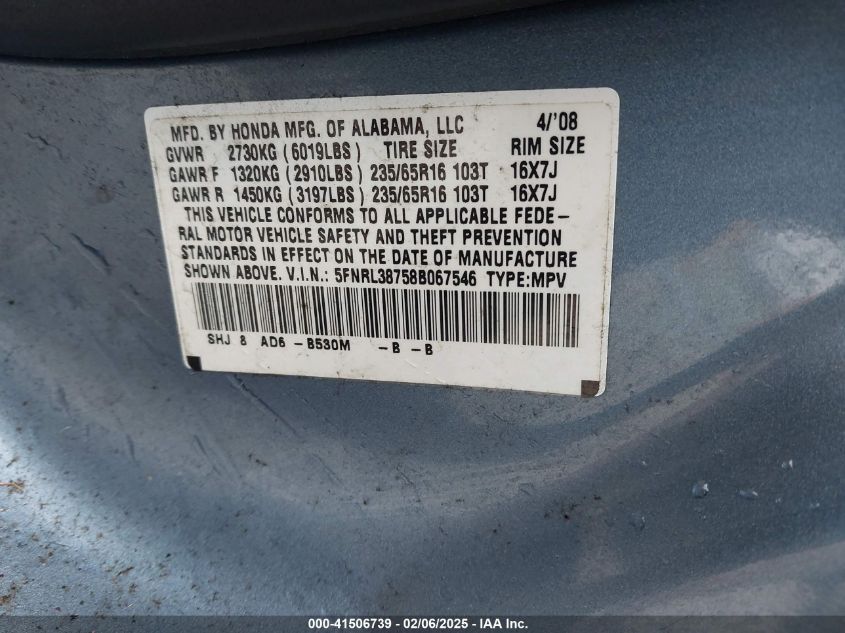 MFD. BY HONDA MFG. OF ALABAMA, LLC 4/'08
GVWR 2730KG (6019LBS) TIRE SIZE RIM SIZE
GAWR F 1320KG (2910LBS) 235/65R16 103T 16X7J
GAWR R 1450KG (3197LBS) 235/65R16 103T 16X7J
THIS VEHICLE CONFORMS TO ALL APPLICABLE FEDE-
RAL MOTOR VEHICLE SAFETY AND THEFT PREVENTION
STANDARDS IN EFFECT ON THE DATE OF MANUFACTURE
SHOWN ABOVE. V.I.N.: 5FNRL38758B067546 TYPE:MPV
SHJ 8 AD6 -B530M -B -B
000-41506739 - 02/06/2025 - IAA Inc.